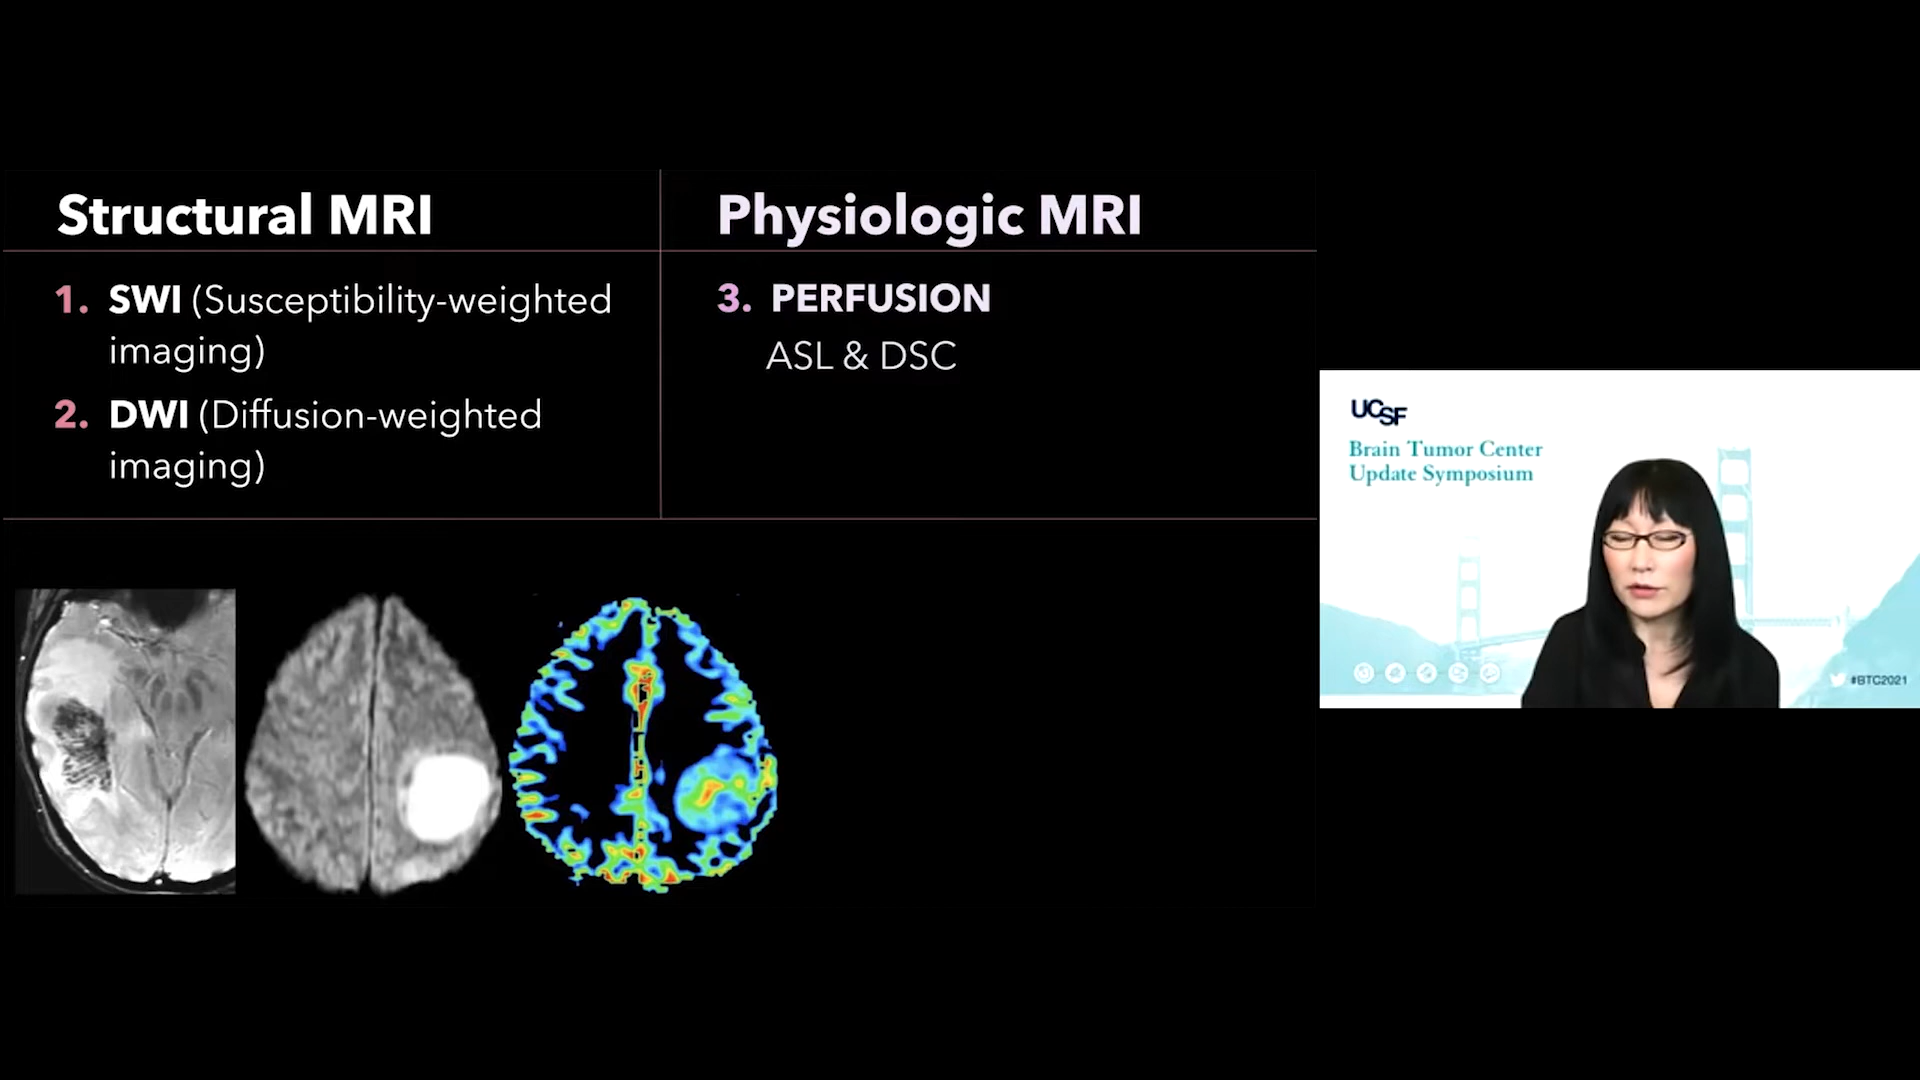 Structural MRI
Physiologic MRI
1. SWI (Susceptibility-weighted
imaging)
2. DWI (Diffusion-weighted
imaging)
3. PERFUSION
ASL & DSC
UCSF
Brain Tumor Center
Update Symposium
#BTC2021